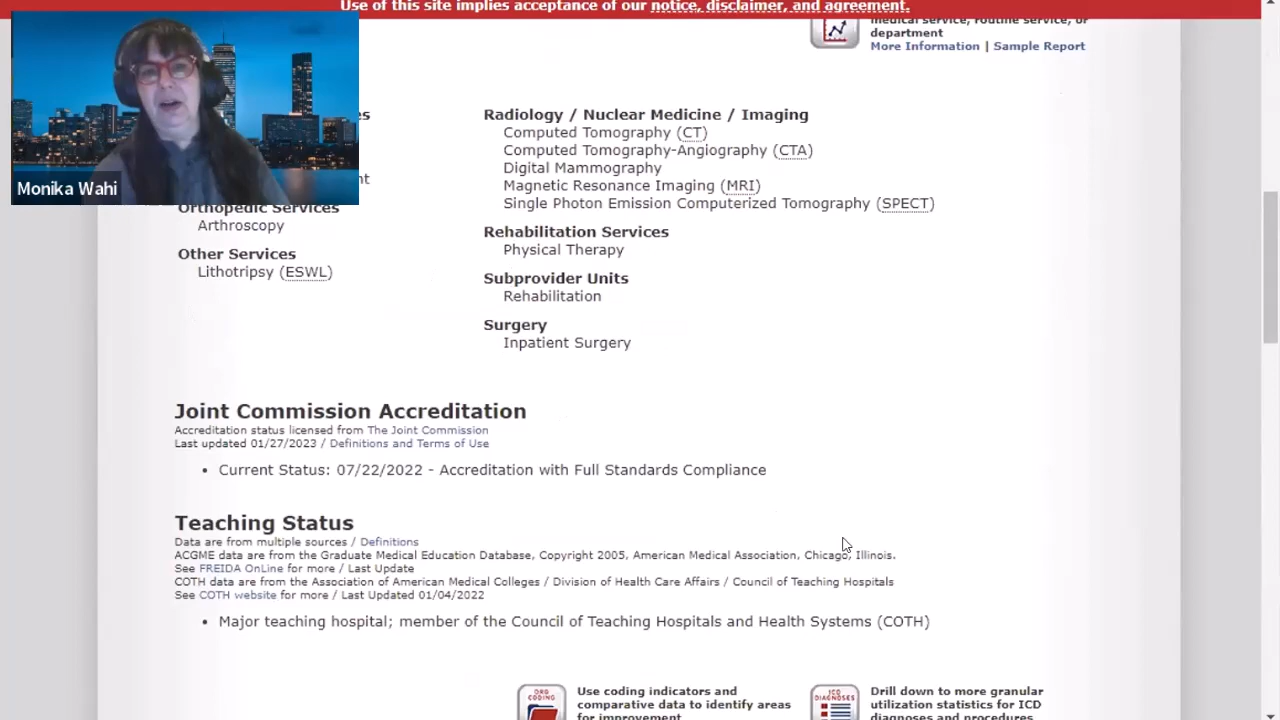 Use of this site implies acceptance of our notice, disclaimer, and agreement.
medical service, routine service, or
department
More Information | Sample Report
Monika Wahi
Orthopedic Services
Arthroscopy
Other Services
Lithotripsy (ESWL)
Radiology / Nuclear Medicine / Imaging
Computed Tomography (CT)
Computed Tomography-Angiography (CTA)
Digital Mammography
Magnetic Resonance Imaging (MRI)
Single Photon Emission Computerized Tomography (SPECT)
Rehabilitation Services
Physical Therapy
Subprovider Units
Rehabilitation
Surgery
Inpatient Surgery
Joint Commission Accreditation
Accreditation status licensed from The Joint Commission
Last updated 01/27/2023 / Definitions and Terms of Use
• Current Status: 07/22/2022 - Accreditation with Full Standards Compliance
Teaching Status
Data are from multiple sources / Definitions
ACGME data are from the Graduate Medical Education Database, Copyright 2005, American Medical Association, Chicago, Illinois.
See FREIDA OnLine for more / Last Update
COTH data are from the Association of American Medical Colleges / Division of Health Care Affairs / Council of Teaching Hospitals
See COTH website for more / Last Updated 01/04/2022
• Major teaching hospital; member of the Council of Teaching Hospitals and Health Systems (COTH)
DRG CODING
Use coding indicators and
comparative data to identify areas
for improvement
ICD DIAGNOSES
Drill down to more granular
utilization statistics for ICD
diagnoses and procedures